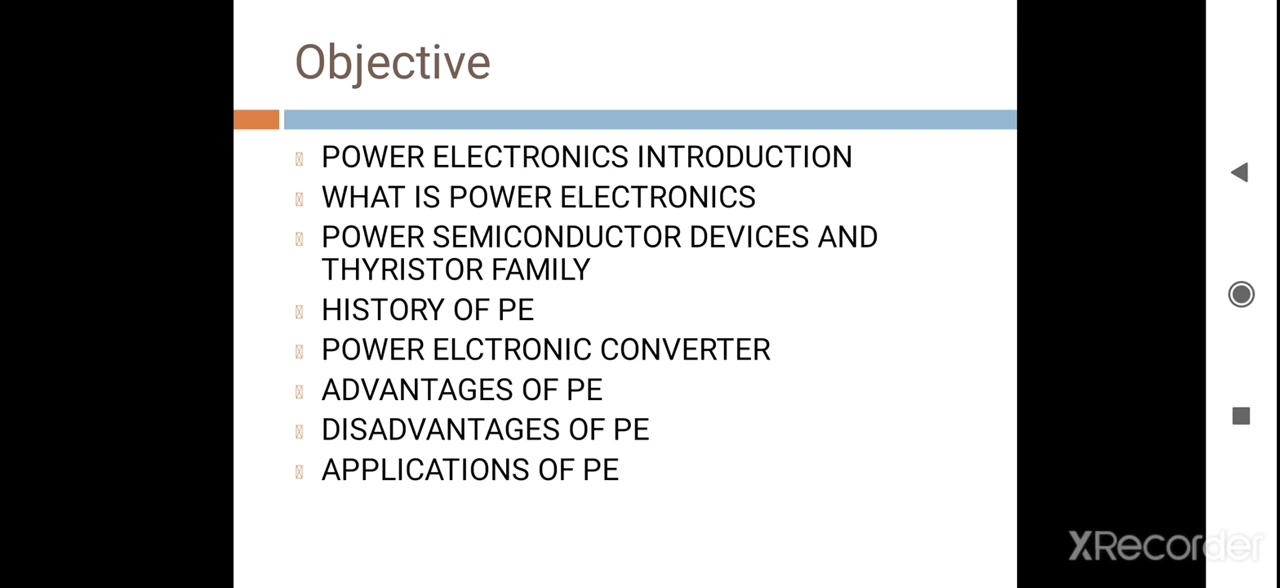 Objective
POWER ELECTRONICS INTRODUCTION
WHAT IS POWER ELECTRONICS
POWER SEMICONDUCTOR DEVICES AND
THYRISTOR FAMILY
HISTORY OF PE
POWER ELCTRONIC CONVERTER
ADVANTAGES OF PE
DISADVANTAGES OF PE
APPLICATIONS OF PE
XRecorder